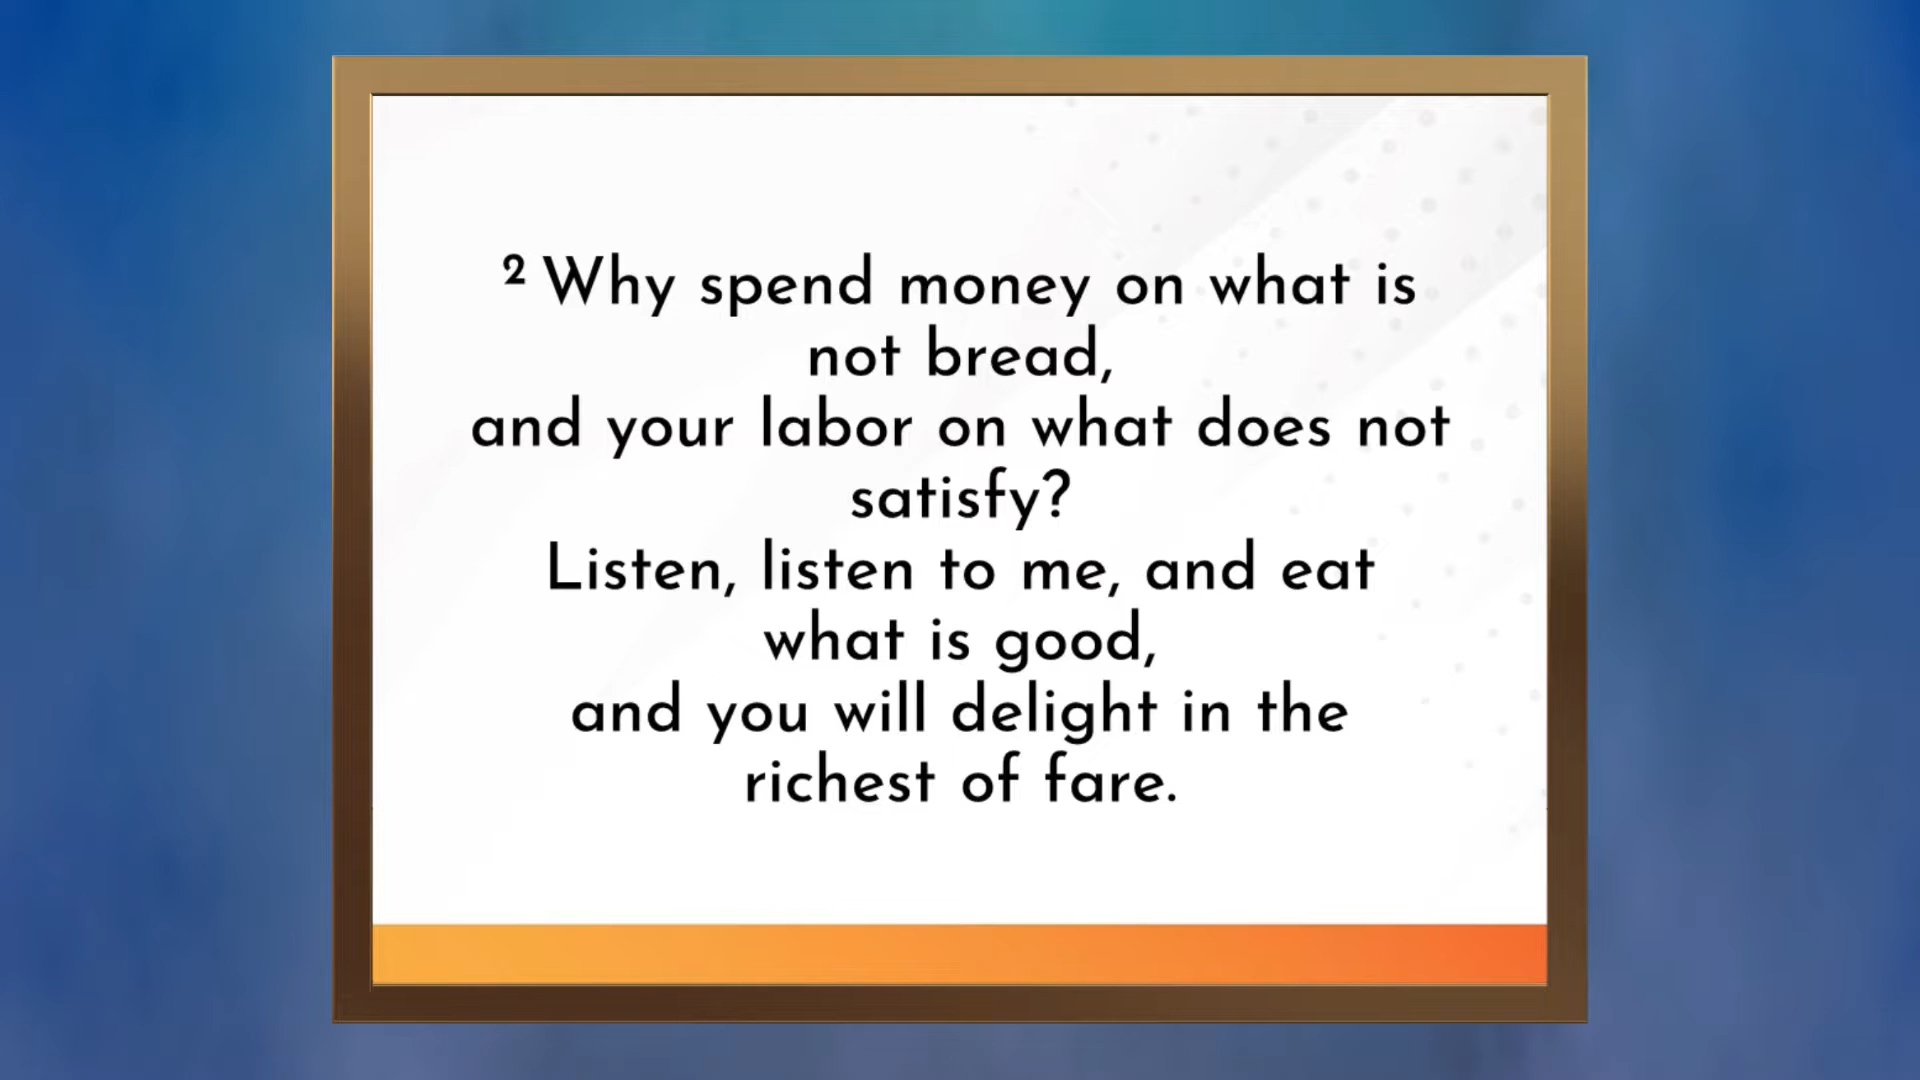 ² Why spend money on what is
not bread,
and your labor on what does not
satisfy?
Listen, listen to me, and eat
what is good,
and you will delight in the
richest of fare.